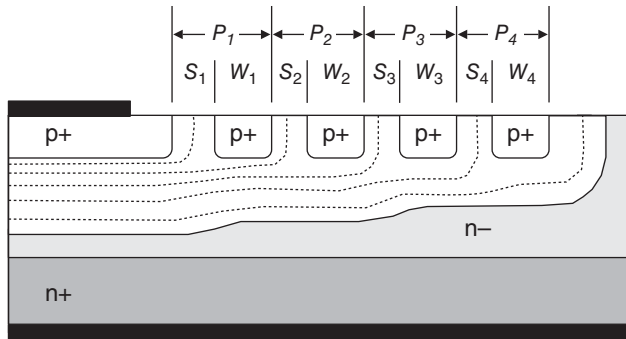 P1 P2 P3 P4
S1 W1 S2 W2 S3 W3 S4 W4
p+ p+ p+ p+ p+
n–
n+